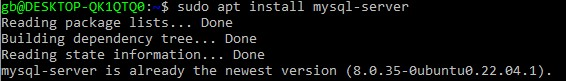 gb@DESKTOP-QK1QTQ0:~$ sudo apt install mysql-server
Reading package lists... Done
Building dependency tree... Done
Reading state information... Done
mysql-server is already the newest version (8.0.35-0ubuntu0.22.04.1).